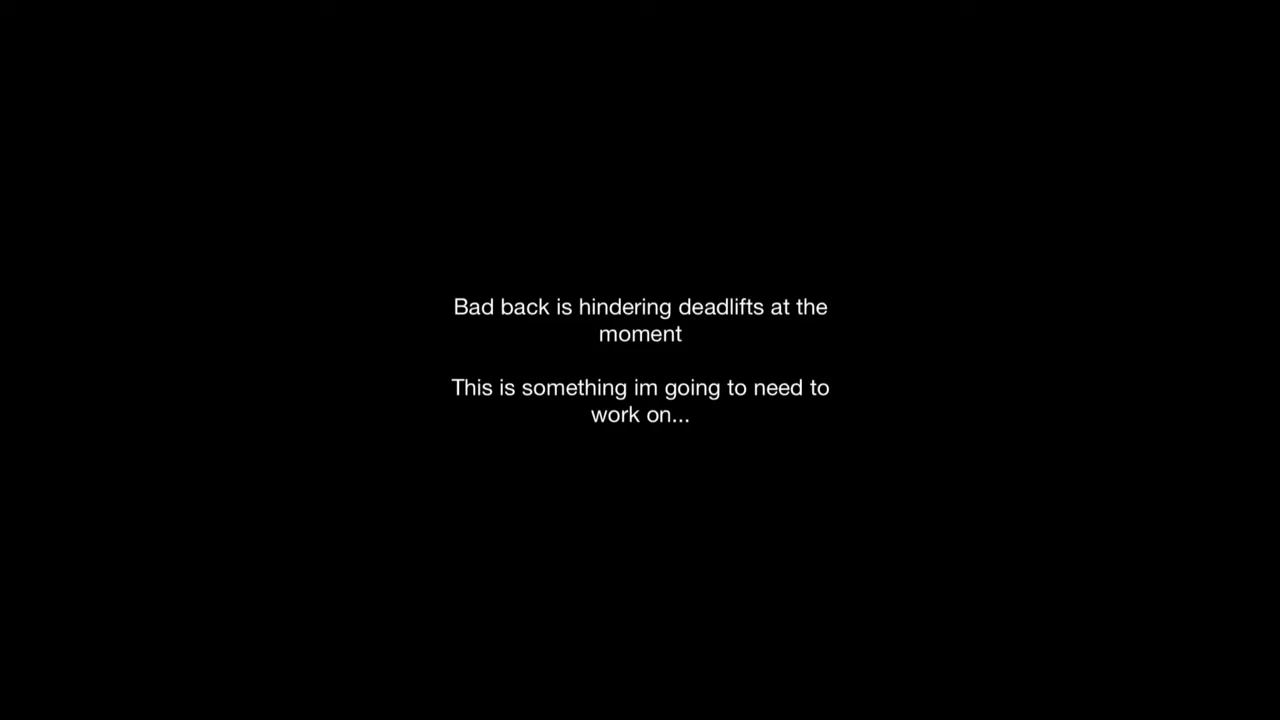 Bad back is hindering deadlifts at the
moment
This is something im going to need to
work on...